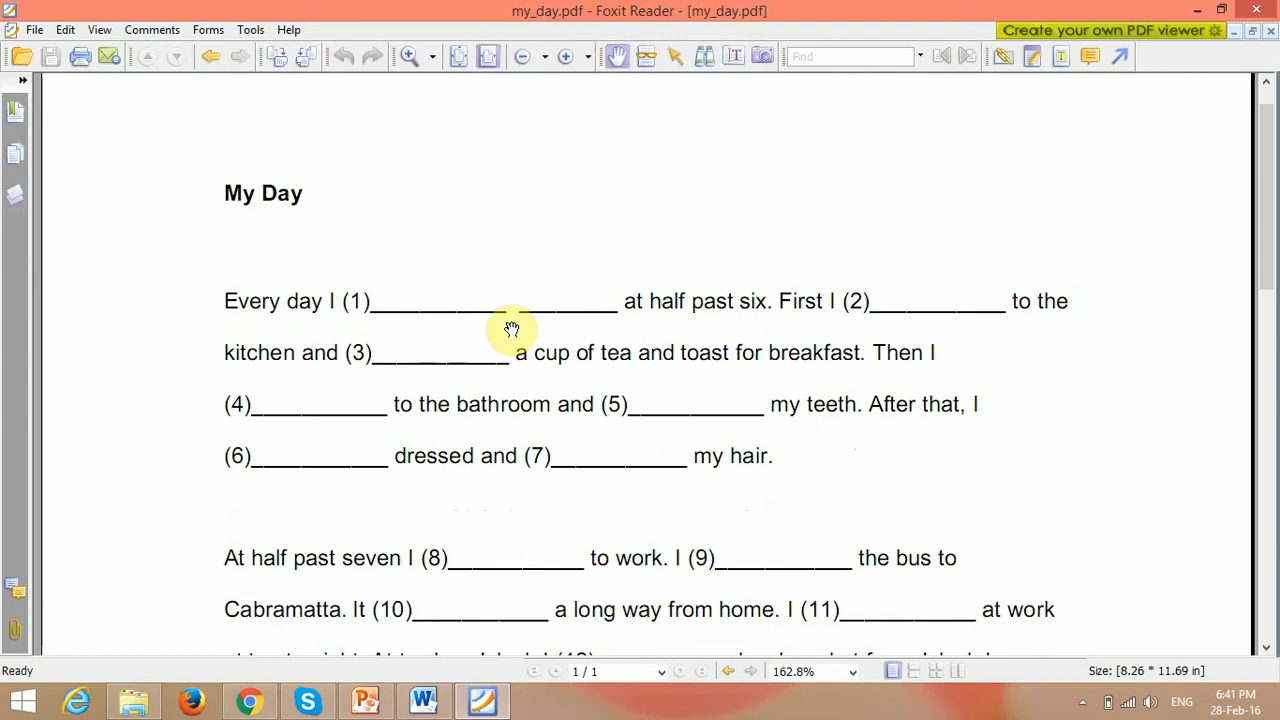 my_day.pdf - Foxit Reader - [my_day.pdf]
File Edit View Comments Forms Tools Help
Create your own PDF viewer
Find
My Day
Every day I (1)___________ ________ at half past six. First I (2)___________ to the
kitchen and (3)___________ a cup of tea and toast for breakfast. Then I
(4)___________ to the bathroom and (5)___________ my teeth. After that, I
(6)___________ dressed and (7)___________ my hair.
At half past seven I (8)___________ to work. I (9)___________ the bus to
Cabramatta. It (10)___________ a long way from home. I (11)___________ at work
Ready 1 / 1 162.8% Size: [8.26 * 11.69 in]
ENG 6:41 PM
28-Feb-16